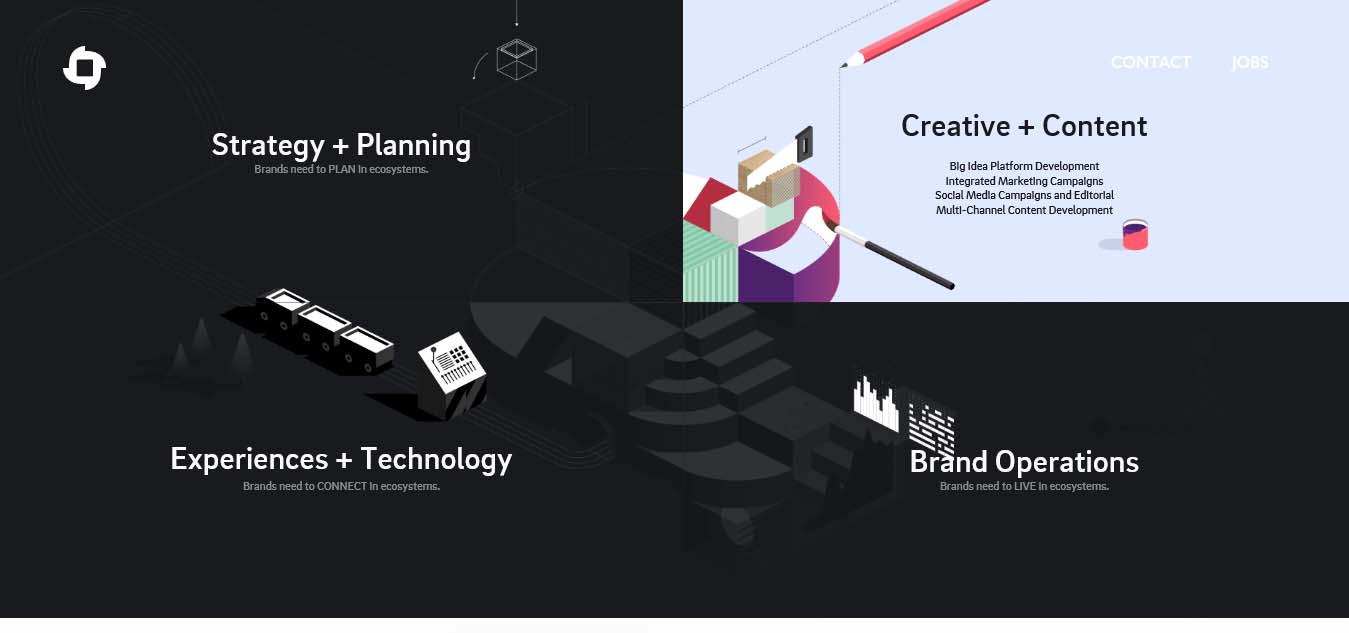 CONTACT JOBS
Strategy + Planning
Brands need to PLAN in ecosystems.
Creative + Content
Big Idea Platform Development
Integrated Marketing Campaigns
Social Media Campaigns and Editorial
Multi-Channel Content Development
Experiences + Technology
Brands need to CONNECT in ecosystems.
Brand Operations
Brands need to LIVE in ecosystems.